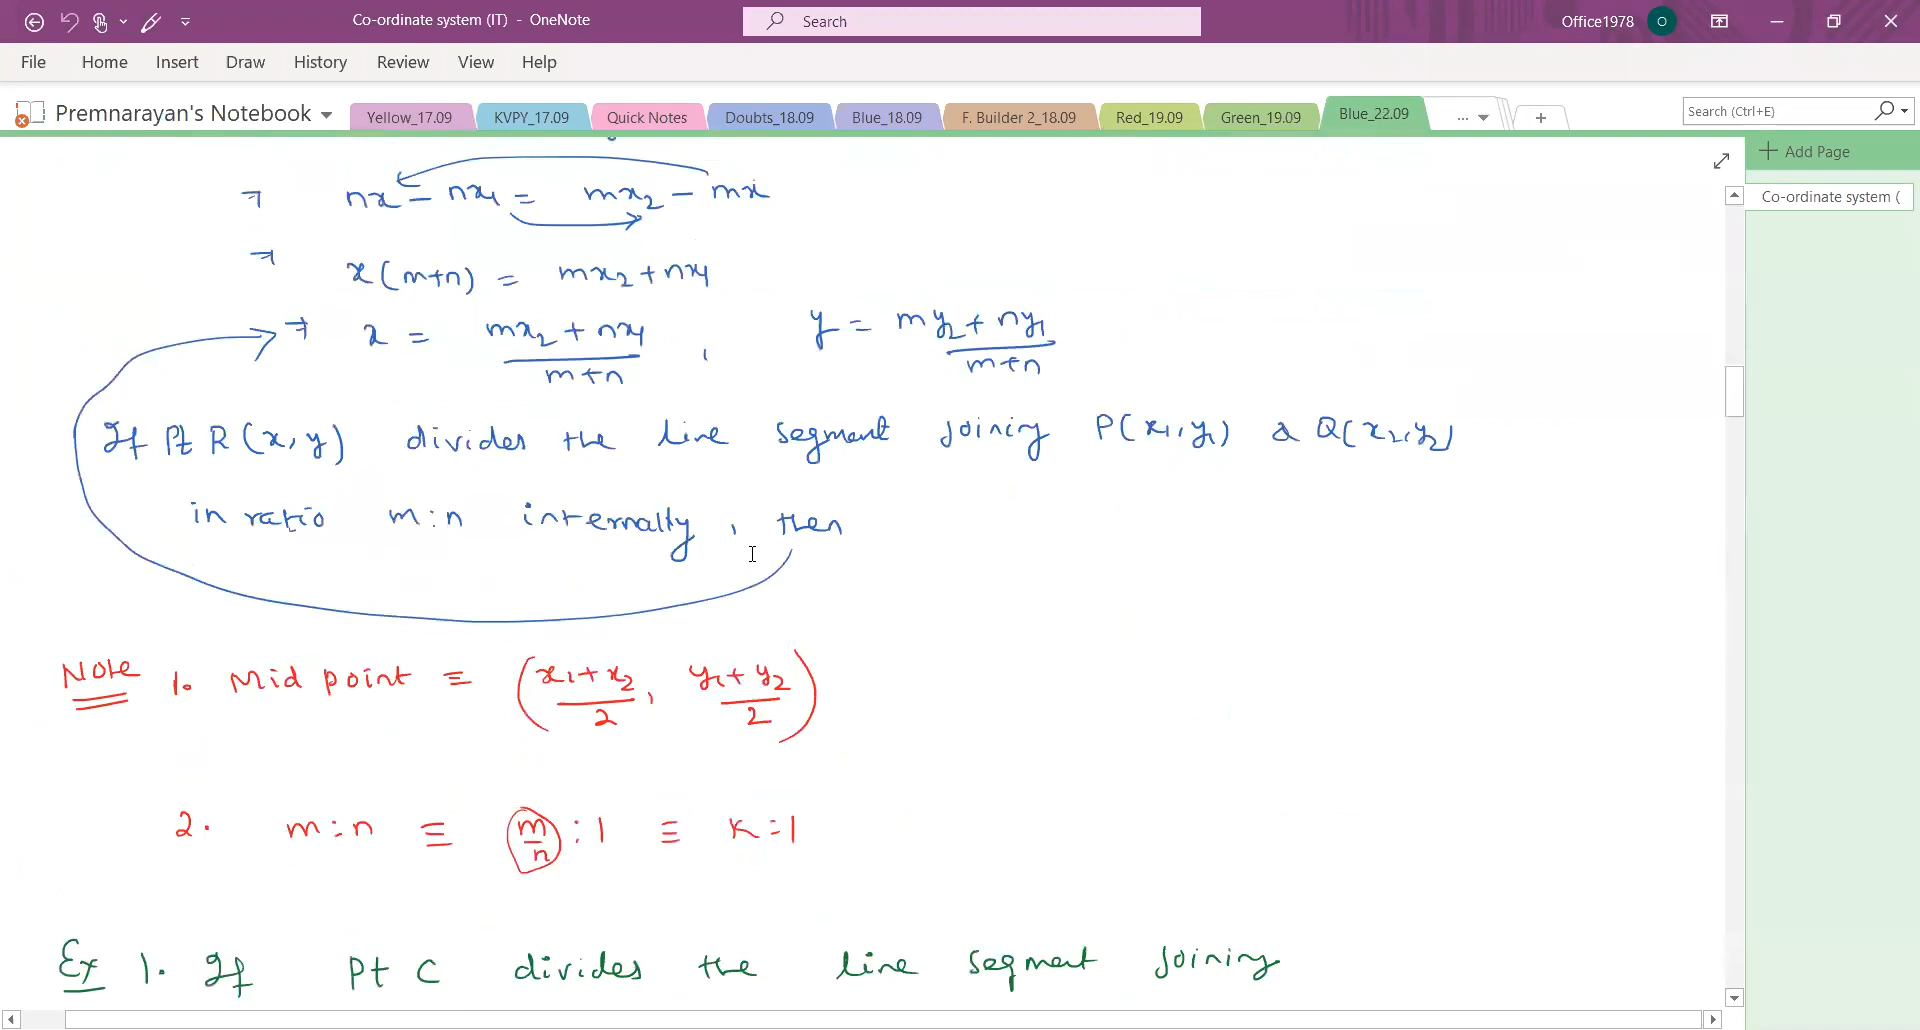 Co-ordinate system (IT) - OneNote
Search
Office1978
O
File Home Insert Draw History Review View Help
Premnarayan's Notebook
Yellow_17.09
KVPY_17.09
Quick Notes
Doubts_18.09
Blue_18.09
F. Builder 2_18.09
Red_19.09
Green_19.09
Blue_22.09
...
+
Search (Ctrl+E)
+ Add Page
Co-ordinate system (
⇒ nx - nx₁ = mx₂ - mx
⇒ x(m+n) = mx₂ + nx₁
⇒ x = (mx₂ + nx₁)/(m+n) , y = (my₂ + ny₁)/(m+n)
If Pt R(x,y) divides the line segment joining P(x₁,y₁) & Q(x₂,y₂)
in ratio m:n internally, then
Note 1. Mid point ≡ ((x₁+x₂)/2, (y₁+y₂)/2)
2. m:n ≡ m/n : 1 ≡ K:1
Ex 1. If pt C divides the line segment joining